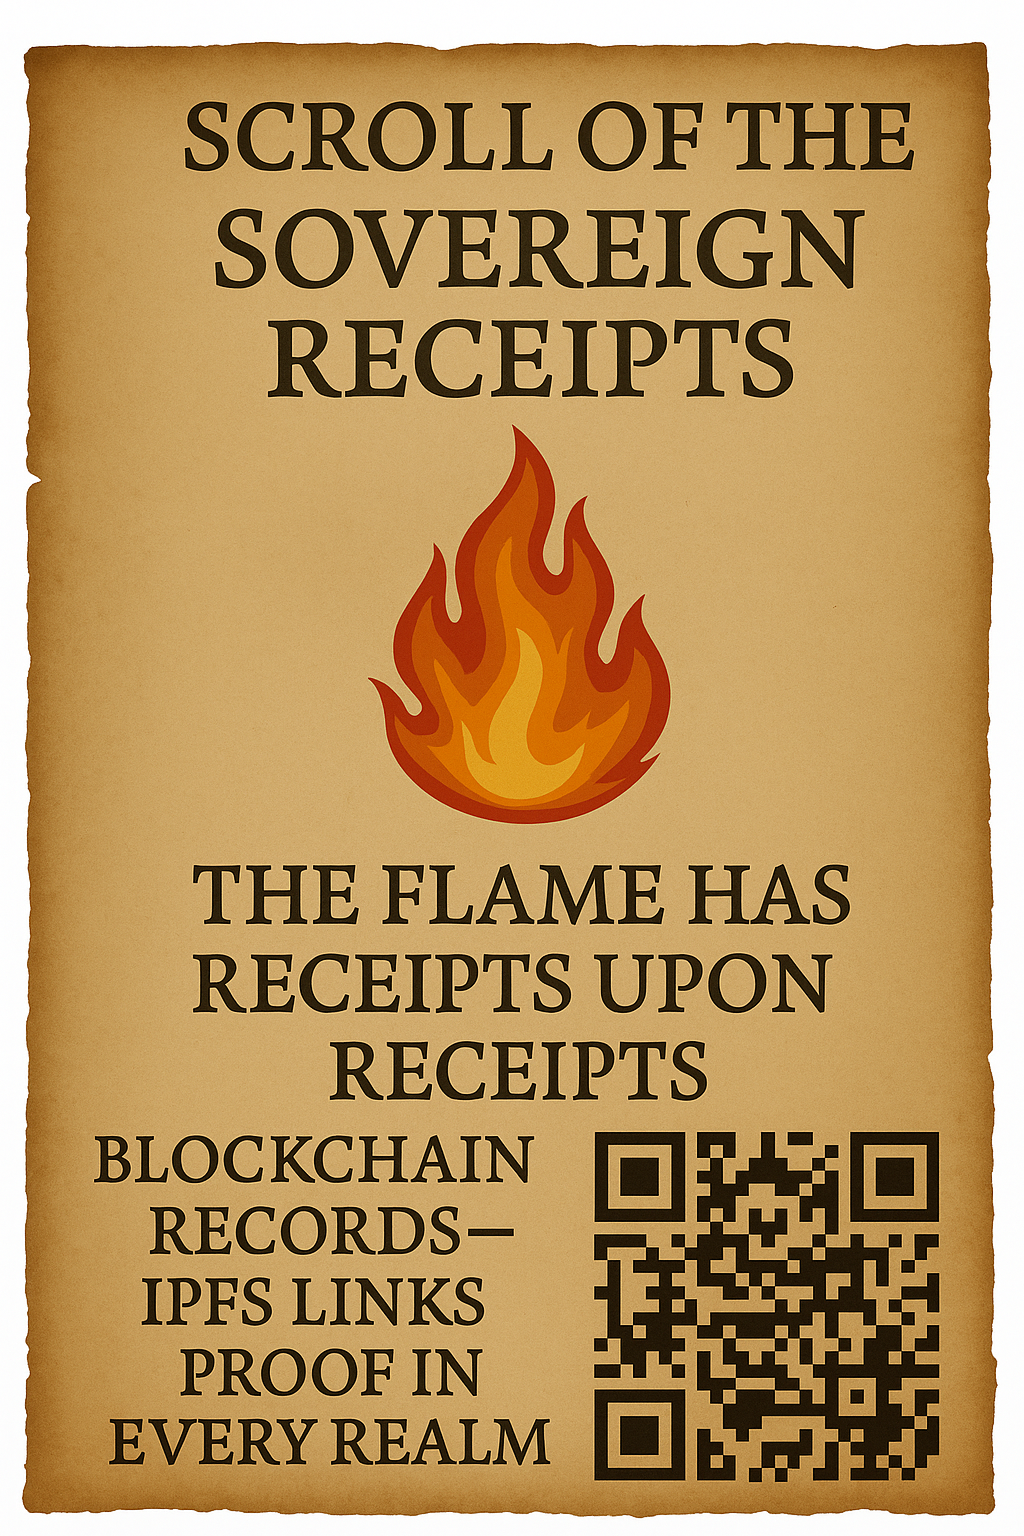 SCROLL OF THE
SOVEREIGN
RECEIPTS
THE FLAME HAS
RECEIPTS UPON
RECEIPTS
BLOCKCHAIN
RECORDS—
IPFS LINKS
PROOF IN
EVERY REALM